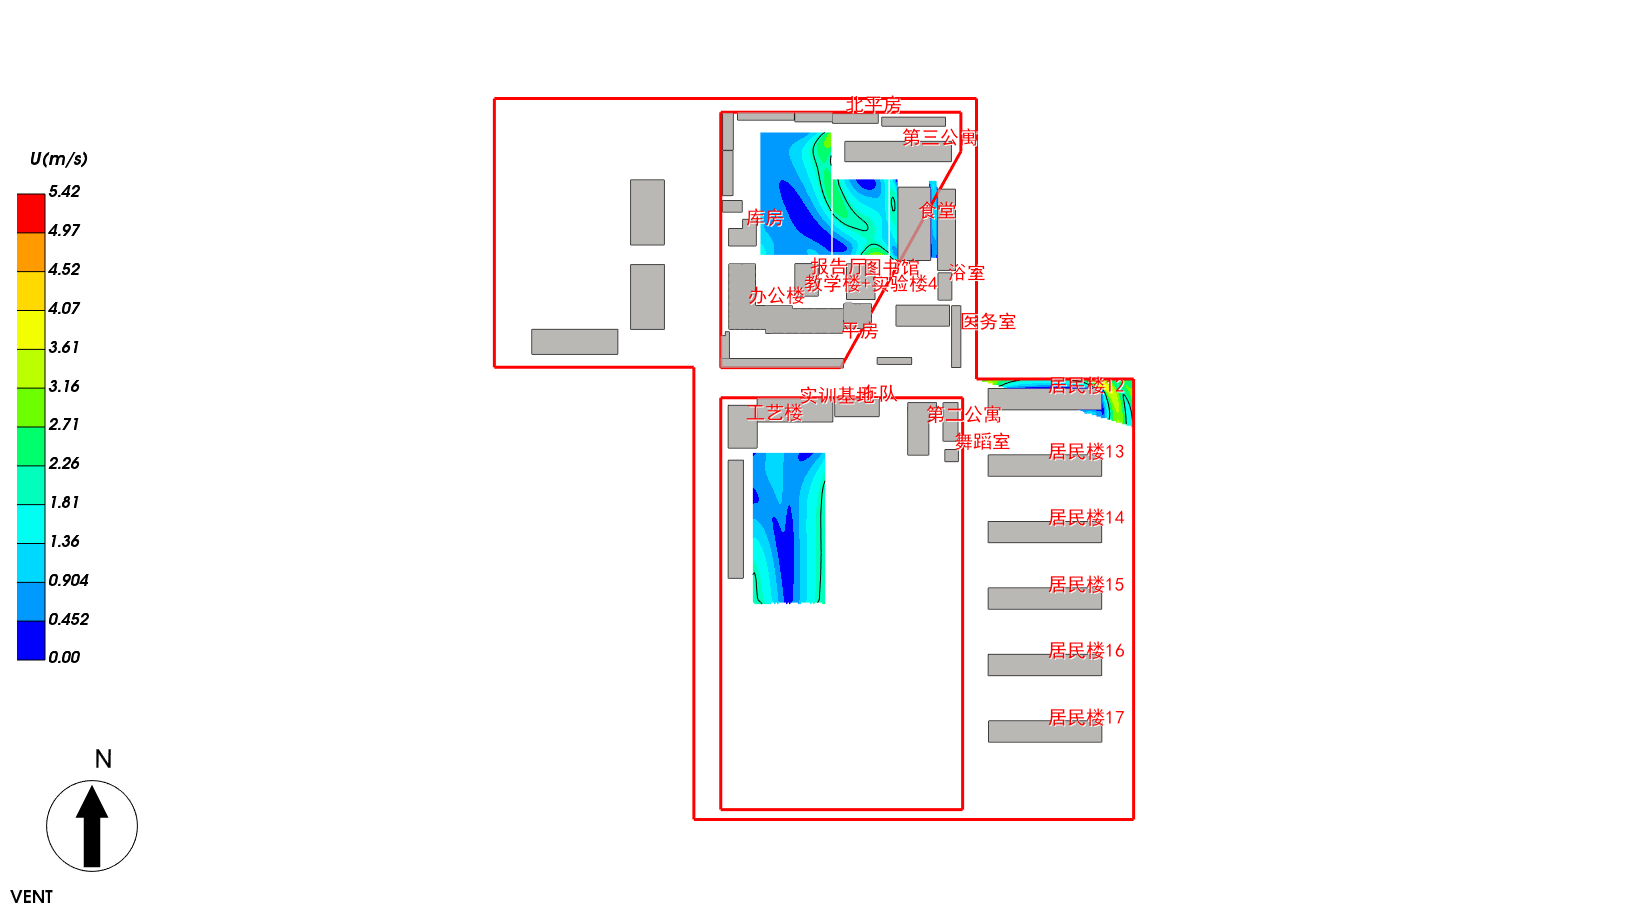 U(m/s)
5.42
4.97
4.52
4.07
3.61
3.16
2.71
2.26
1.81
1.36
0.904
0.452
0.00
N
VENT
北平房
第三公寓
库房
食堂
报告厅图书馆
浴室
教学楼+实验楼4
办公楼
医务室
平房
居民楼12
实训基地
车队
工艺楼
第二公寓
舞蹈室
居民楼13
居民楼14
居民楼15
居民楼16
居民楼17